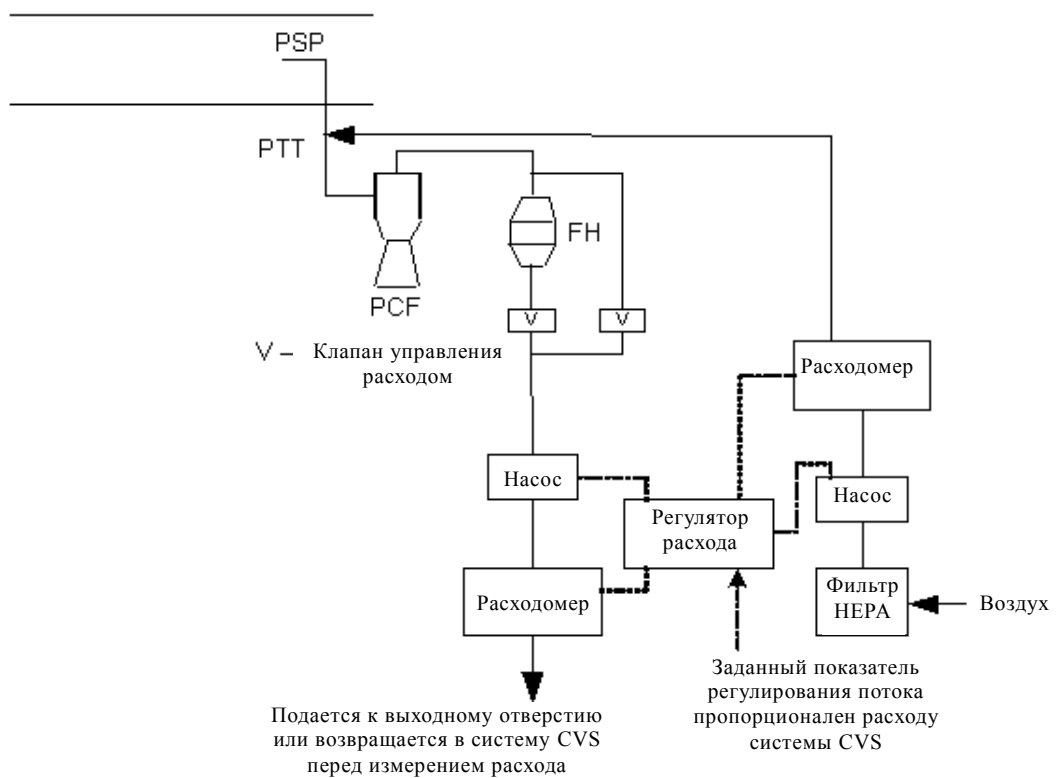 PSP
PTT
FH
PCF
V
V
V – Клапан управления
расходом
Расходомер
Насос
Насос
Регулятор
расхода
Расходомер
Фильтр
HEPA
Воздух
Заданный показатель
регулирования потока
пропорционален расходу
системы CVS
Подается к выходному отверстию
или возвращается в систему CVS
перед измерением расхода